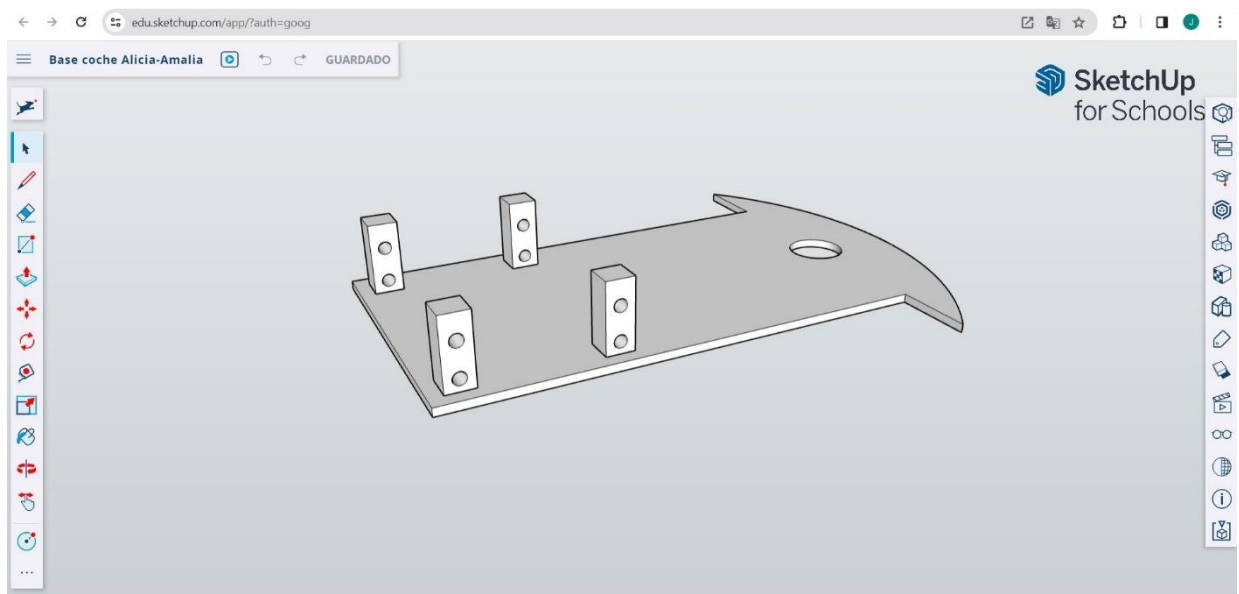 edu.sketchup.com/app/?auth=goog
J
Base coche Alicia-Amalia
GUARDADO
SketchUp
for Schools